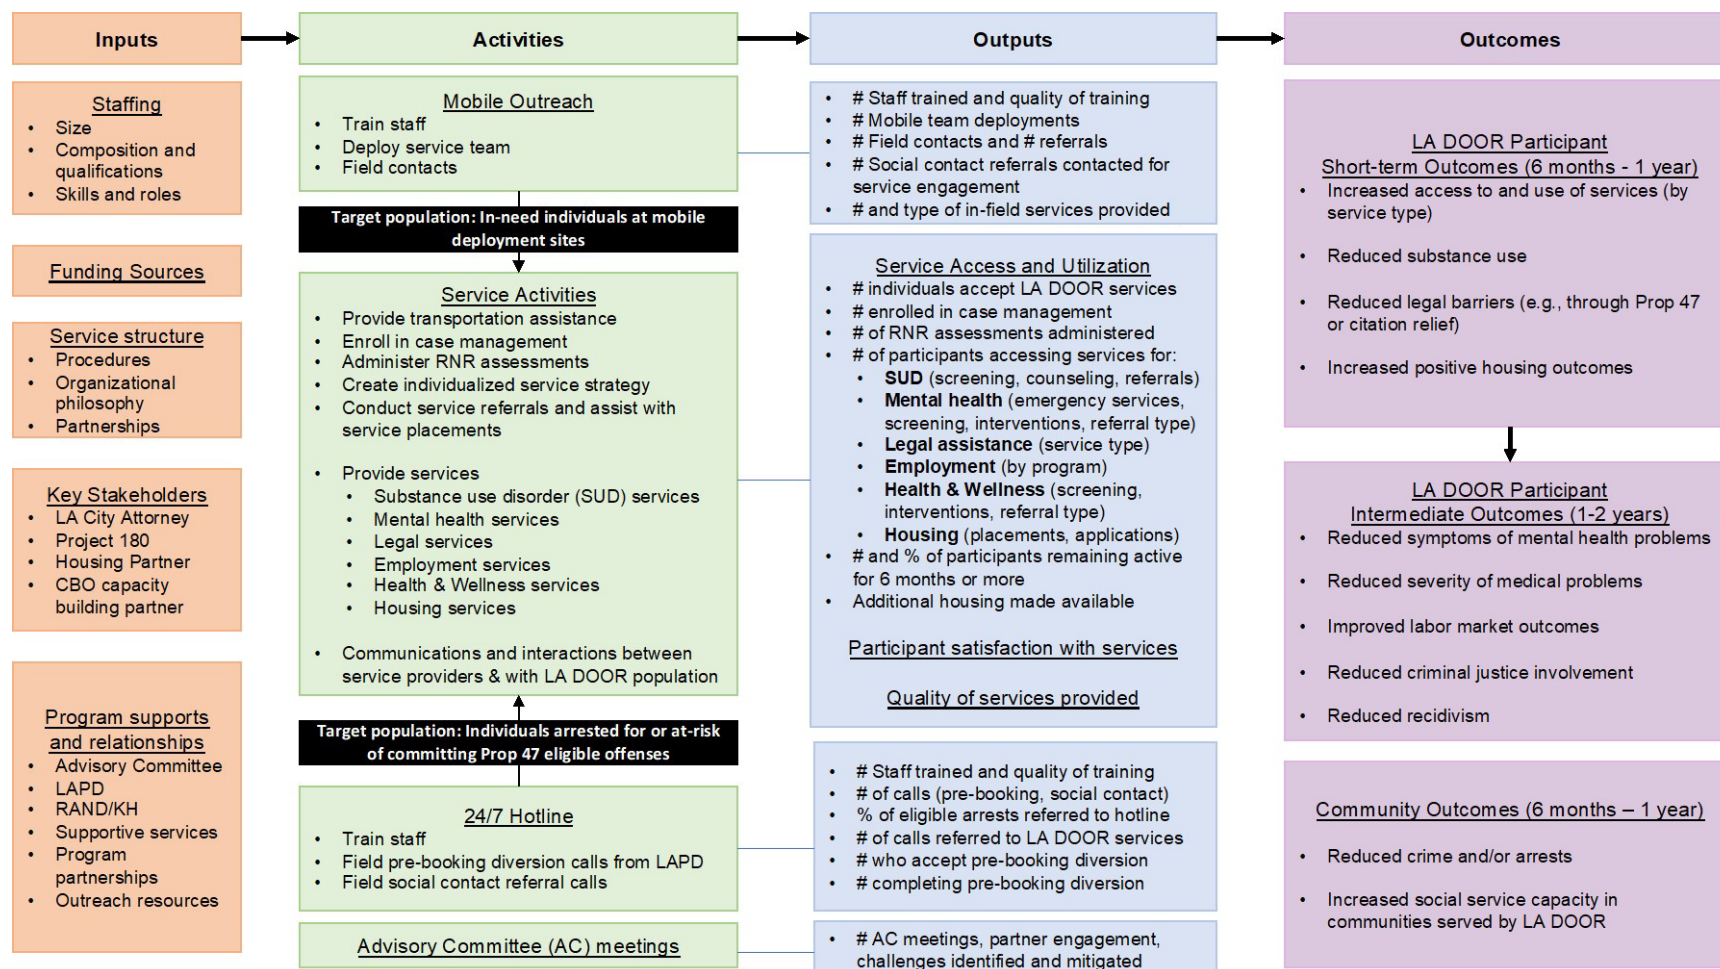 Inputs
Activities
Outputs
Outcomes
Staffing
• Size
• Composition and
qualifications
• Skills and roles
Funding Sources
Service structure
• Procedures
• Organizational
philosophy
• Partnerships
Key Stakeholders
• LA City Attorney
• Project 180
• Housing Partner
• CBO capacity
building partner
Program supports
and relationships
• Advisory Committee
• LAPD
• RAND/KH
• Supportive services
• Program
partnerships
• Outreach resources
Mobile Outreach
• Train staff
• Deploy service team
• Field contacts
Target population: In-need individuals at mobile
deployment sites
Service Activities
• Provide transportation assistance
• Enroll in case management
• Administer RNR assessments
• Create individualized service strategy
• Conduct service referrals and assist with
service placements
• Provide services
• Substance use disorder (SUD) services
• Mental health services
• Legal services
• Employment services
• Health & Wellness services
• Housing services
• Communications and interactions between
service providers & with LA DOOR population
Target population: Individuals arrested for or at-risk
of committing Prop 47 eligible offenses
24/7 Hotline
• Train staff
• Field pre-booking diversion calls from LAPD
• Field social contact referral calls
Advisory Committee (AC) meetings
• # Staff trained and quality of training
• # Mobile team deployments
• # Field contacts and # referrals
• # Social contact referrals contacted for
service engagement
• # and type of in-field services provided
Service Access and Utilization
• # individuals accept LA DOOR services
• # enrolled in case management
• # of RNR assessments administered
• # of participants accessing services for:
• SUD (screening, counseling, referrals)
• Mental health (emergency services,
screening, interventions, referral type)
• Legal assistance (service type)
• Employment (by program)
• Health & Wellness (screening,
interventions, referral type)
• Housing (placements, applications)
• # and % of participants remaining active
for 6 months or more
• Additional housing made available
Participant satisfaction with services
Quality of services provided
• # Staff trained and quality of training
• # of calls (pre-booking, social contact)
• % of eligible arrests referred to hotline
• # of calls referred to LA DOOR services
• # who accept pre-booking diversion
• # completing pre-booking diversion
• # AC meetings, partner engagement,
challenges identified and mitigated
LA DOOR Participant
Short-term Outcomes (6 months - 1 year)
• Increased access to and use of services (by
service type)
• Reduced substance use
• Reduced legal barriers (e.g., through Prop 47
or citation relief)
• Increased positive housing outcomes
LA DOOR Participant
Intermediate Outcomes (1-2 years)
• Reduced symptoms of mental health problems
• Reduced severity of medical problems
• Improved labor market outcomes
• Reduced criminal justice involvement
• Reduced recidivism
Community Outcomes (6 months – 1 year)
• Reduced crime and/or arrests
• Increased social service capacity in
communities served by LA DOOR